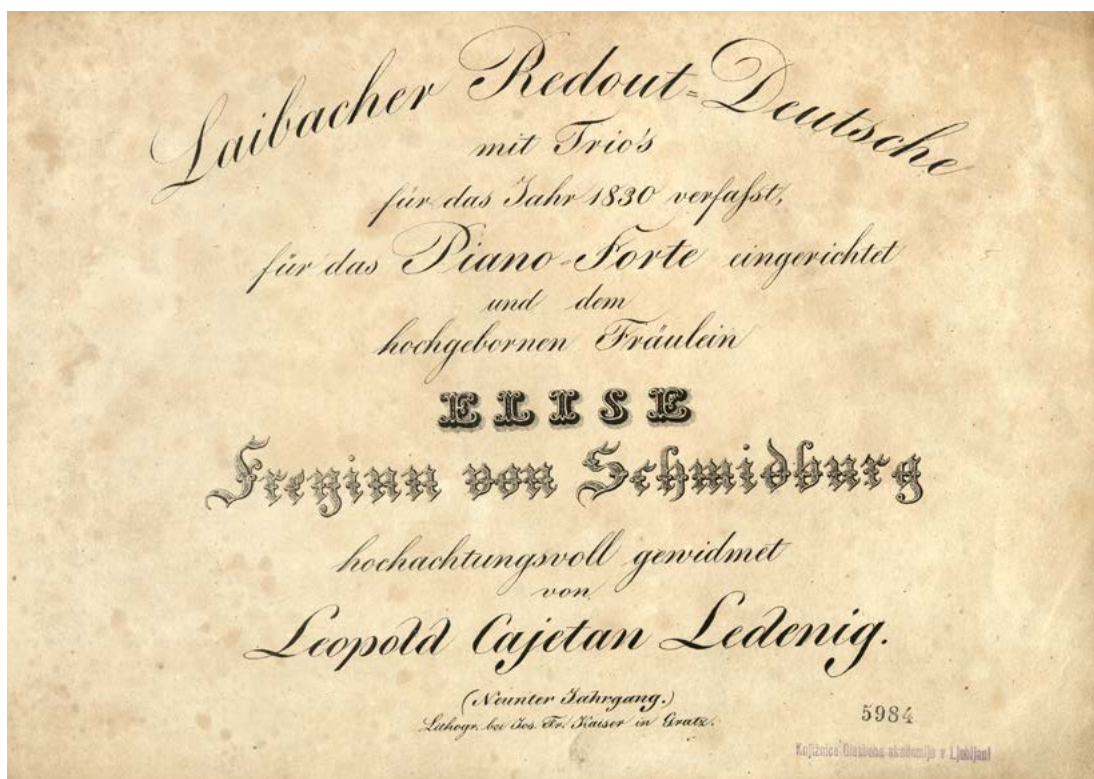 Laibacher Redout=Deutsche
mit Trio's
für das Jahr 1830 verfaſst,
für das Piano=Forte eingerichtet
und dem
hochgebornen Fräulein
ELISE
Freyinn von Schmidburg
hochachtungsvoll gewidmet
von
Leopold Cajetan Ledenig.
(Neunter Jahrgang.)
Lithogr. bei Jos. Fr. Kaiser in Gratz.
5984
Knjižnica Glasbene akademije v Ljubljani